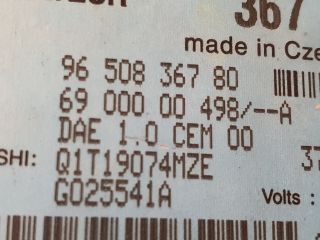 367
made in Cze
96 508 367 80
69 000 00 498/--A
DAE 1.0 CEM 00
SHI: Q1T19074MZE
37
G025541A
Volts :